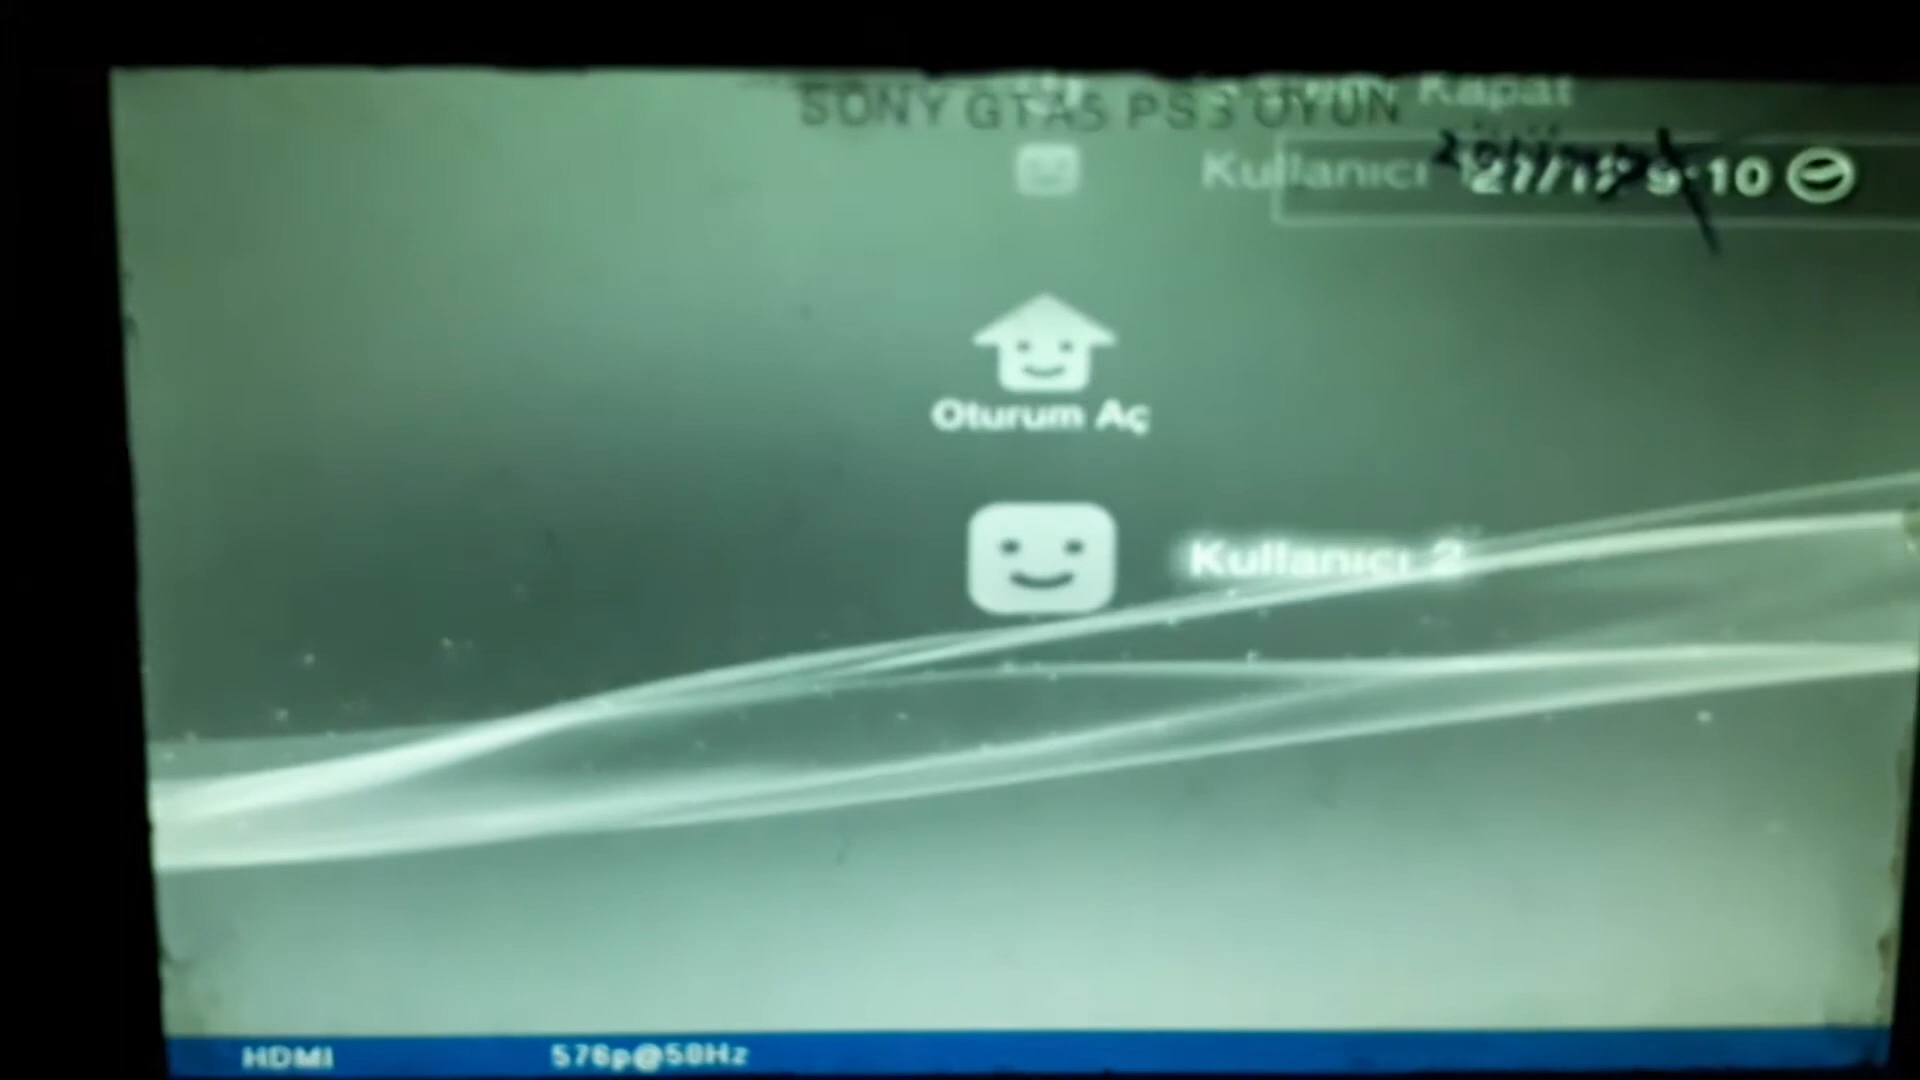 Kapat
SONY GTA5 PS3 OYUN
Kullanıcı
9:10
Oturum Aç
Kullanıcı 2
HDMI
576p@50Hz